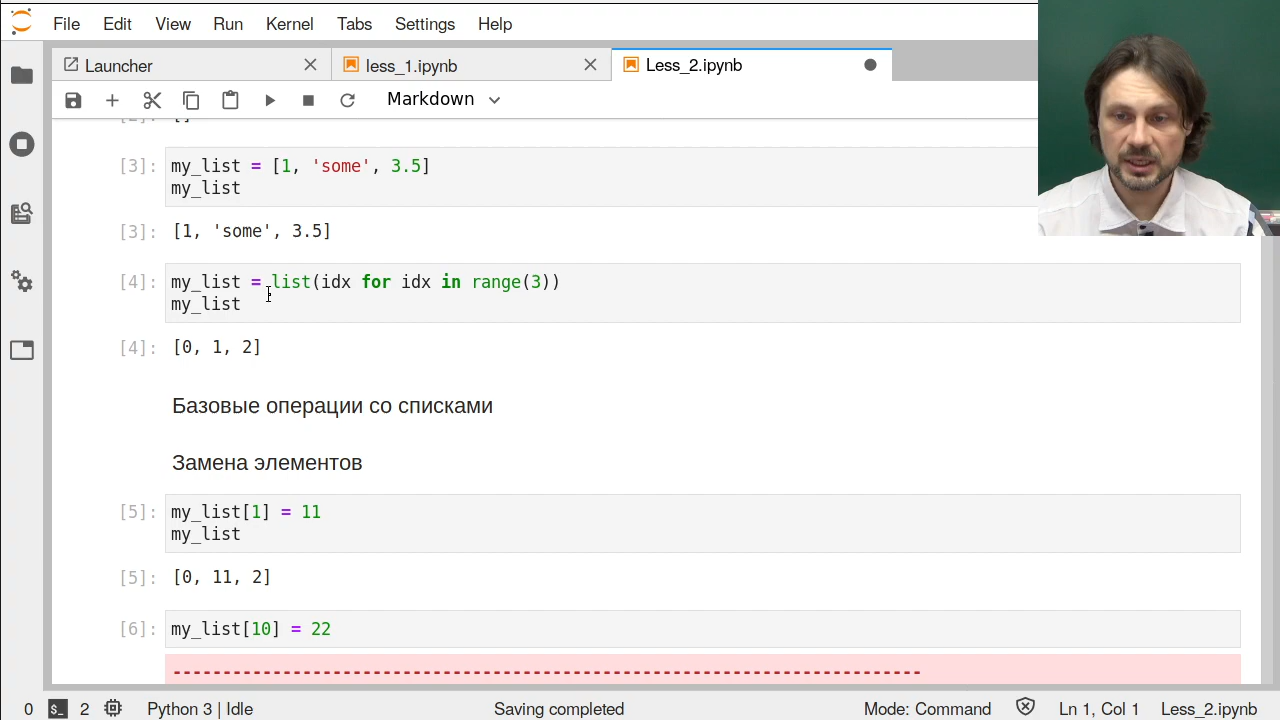 File Edit View Run Kernel Tabs Settings Help
Launcher less_1.ipynb Less_2.ipynb
Markdown
[2]: []
[3]: my_list = [1, 'some', 3.5]
my_list
[3]: [1, 'some', 3.5]
[4]: my_list = list(idx for idx in range(3))
my_list
[4]: [0, 1, 2]
Базовые операции со списками
Замена элементов
[5]: my_list[1] = 11
my_list
[5]: [0, 11, 2]
[6]: my_list[10] = 22
---------------------------------------------------------------------------
0 2 Python 3 | Idle Saving completed Mode: Command Ln 1, Col 1 Less_2.ipynb